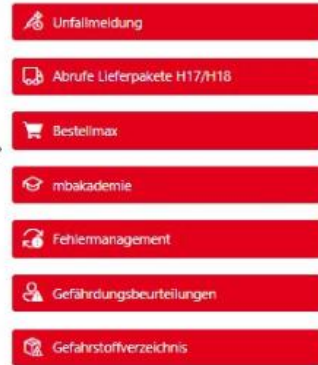 Unfallmeldung
Abrufe Lieferpakete H17/H18
Bestellmax
mbakademie
Fehlermanagement
Gefährdungsbeurteilungen
Gefahrstoffverzeichnis